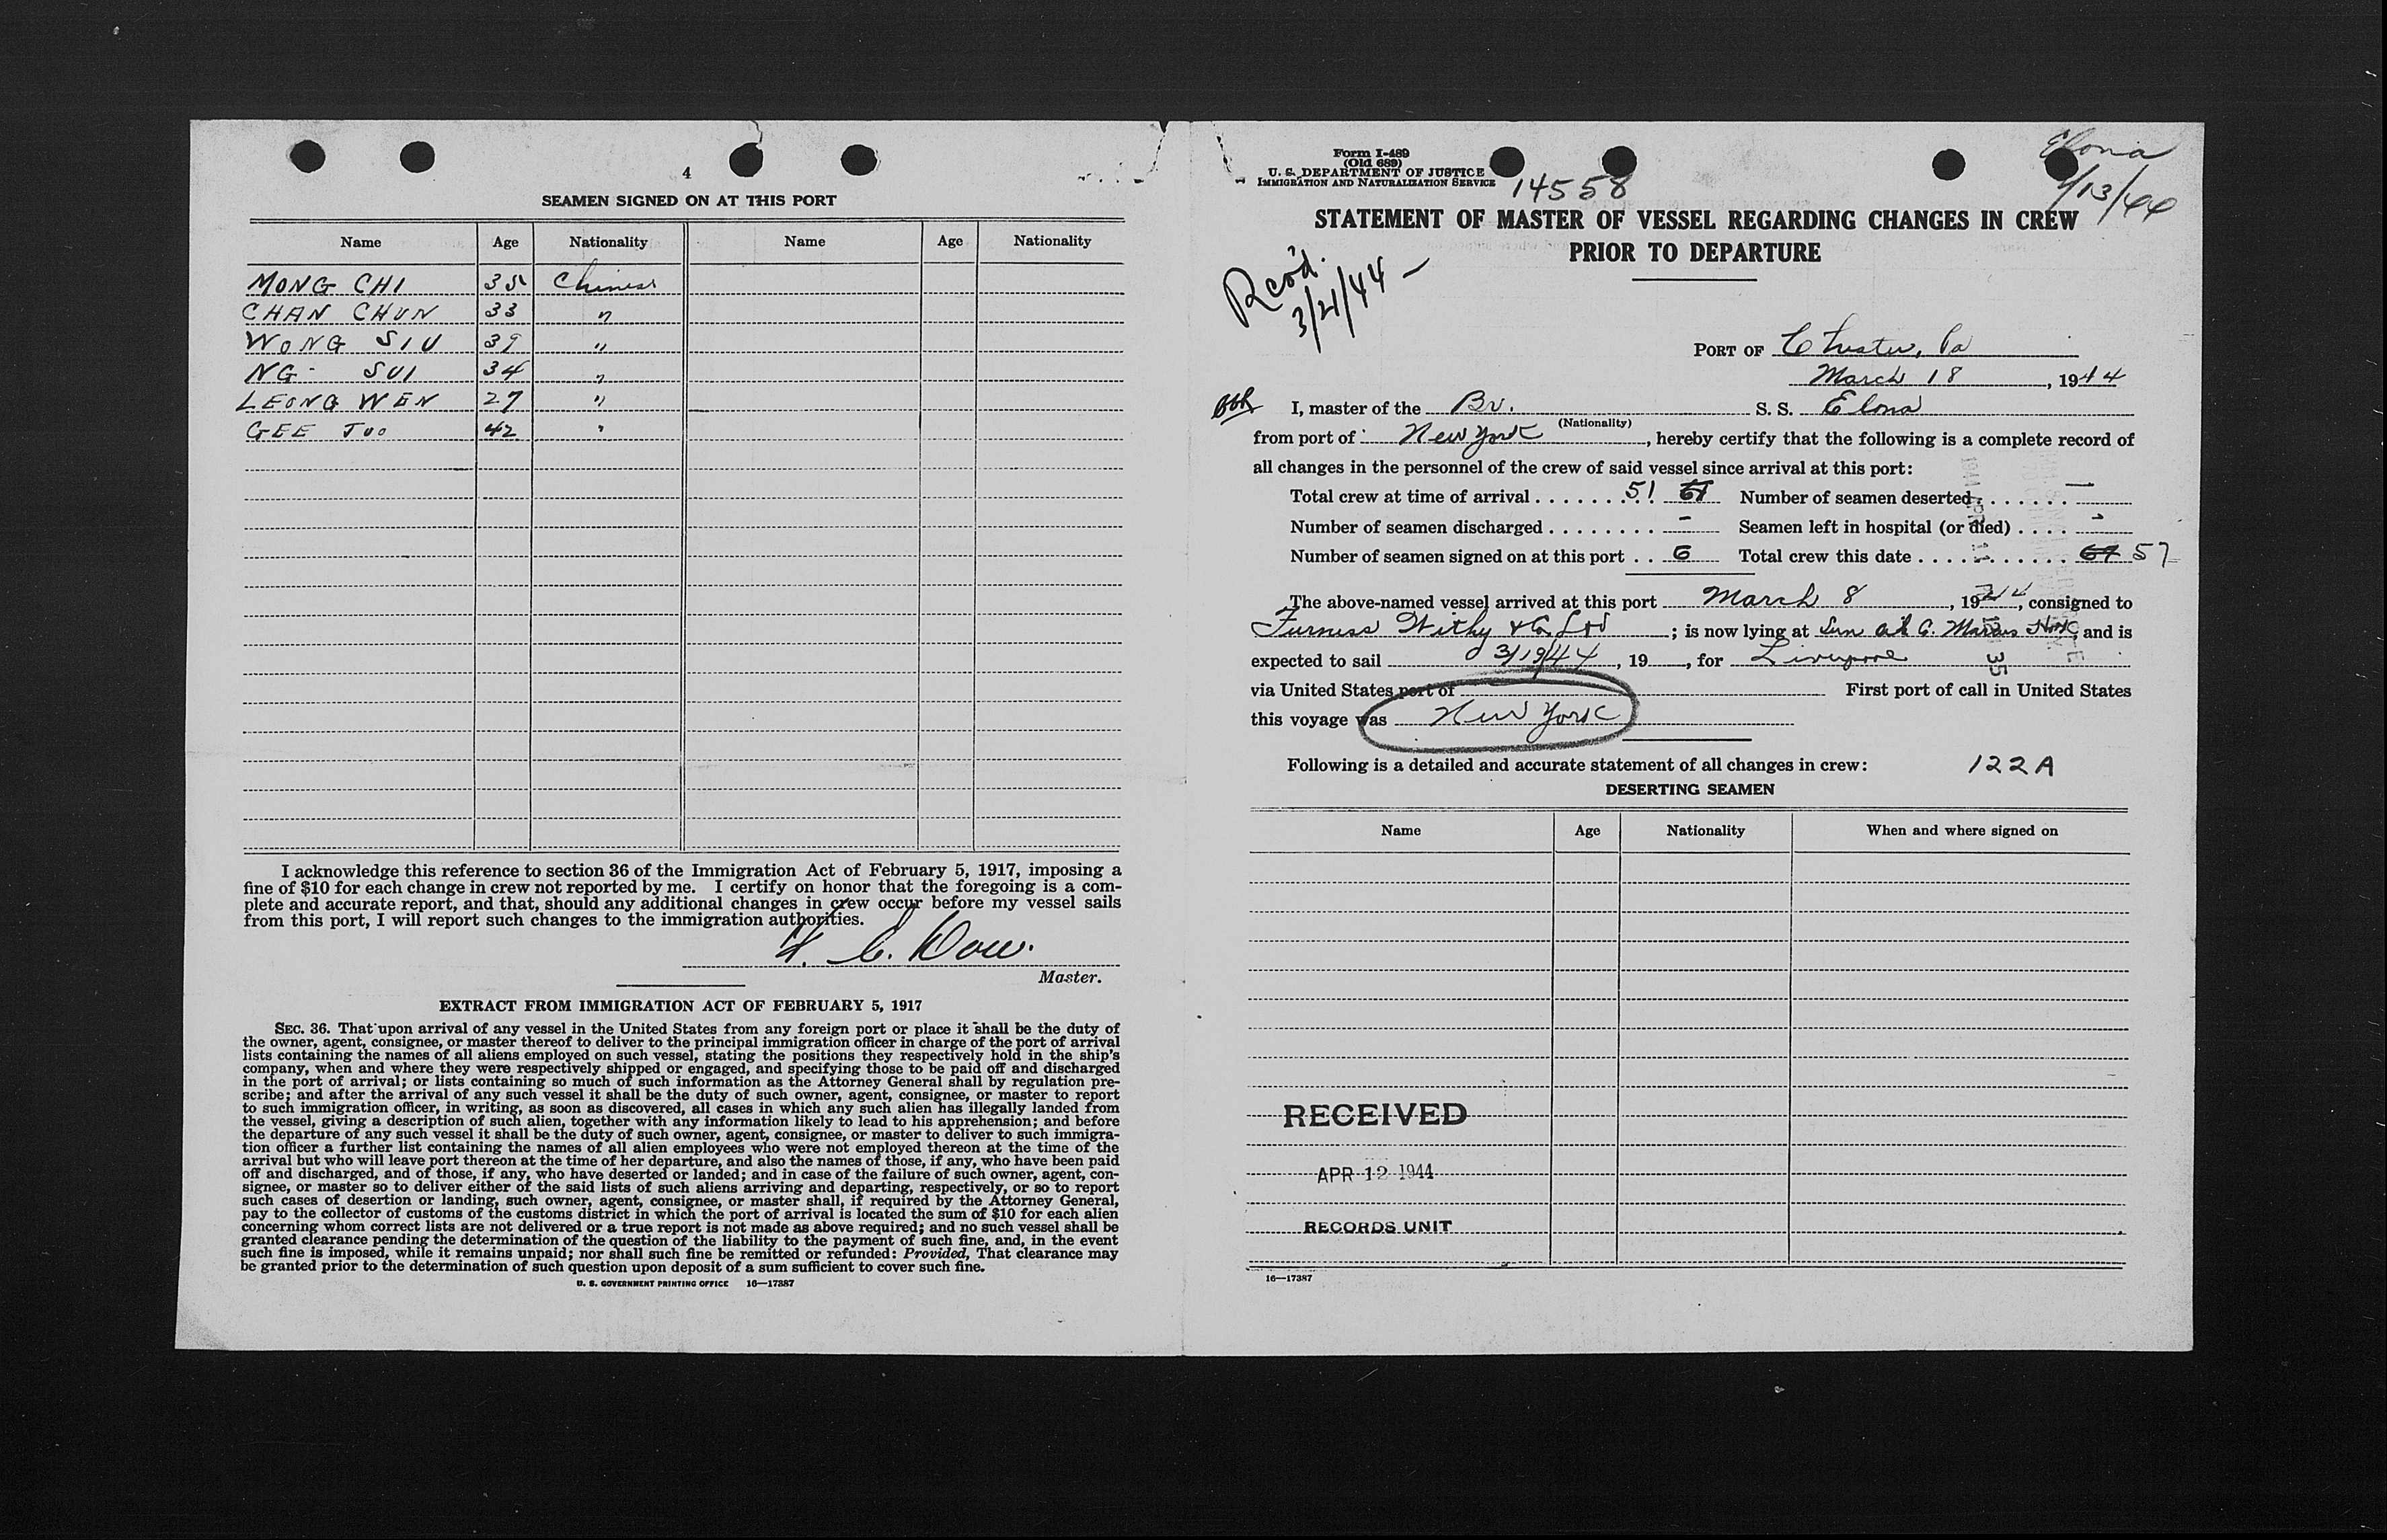 4
SEAMEN SIGNED ON AT THIS PORT
Name Age Nationality Name Age Nationality
MONG CHI 35 Chinese
CHAN CHUN 33 "
WONG SIU 39 "
NG SUI 34 "
LEONG WEN 27 "
GEE JOO 42 "
I acknowledge this reference to section 36 of the Immigration Act of February 5, 1917, imposing a
fine of $10 for each change in crew not reported by me. I certify on honor that the foregoing is a com-
plete and accurate report, and that, should any additional changes in crew occur before my vessel sails
from this port, I will report such changes to the immigration authorities.
Master.
EXTRACT FROM IMMIGRATION ACT OF FEBRUARY 5, 1917
SEC. 36. That upon arrival of any vessel in the United States from any foreign port or place it shall be the duty of
the owner, agent, consignee, or master thereof to deliver to the principal immigration officer in charge of the port of arrival
lists containing the names of all aliens employed on such vessel, stating the positions they respectively hold in the ship's
company, when and where they were respectively shipped or engaged, and specifying those to be paid off and discharged
in the port of arrival; or lists containing so much of such information as the Attorney General shall by regulation pre-
scribe; and after the arrival of any such vessel it shall be the duty of such owner, agent, consignee, or master to report
to such immigration officer, in writing, as soon as discovered, all cases in which any such alien has illegally landed from
the vessel, giving a description of such alien, together with any information likely to lead to his apprehension; and before
the departure of any such vessel it shall be the duty of such owner, agent, consignee, or master to deliver to such immigra-
tion officer a further list containing the names of all alien employees who were not employed thereon at the time of the
arrival but who will leave port thereon at the time of her departure, and also the names of those, if any, who have been paid
off and discharged, and of those, if any, who have deserted or landed; and in case of the failure of such owner, agent, con-
signee, or master so to deliver either of the said lists of such aliens arriving and departing, respectively, or so to report
such cases of desertion or landing, such owner, agent, consignee, or master shall, if required by the Attorney General,
pay to the collector of customs of the customs district in which the port of arrival is located the sum of $10 for each alien
concerning whom correct lists are not delivered or a true report is not made as above required; and no such vessel shall be
granted clearance pending the determination of the question of the liability to the payment of such fine, and, in the event
such fine is imposed, while it remains unpaid; nor shall such fine be remitted or refunded: Provided, That clearance may
be granted prior to the determination of such question upon deposit of a sum sufficient to cover such fine.
U. S. GOVERNMENT PRINTING OFFICE 16—17387
Form I-489
(Old 689)
U. S. DEPARTMENT OF JUSTICE
IMMIGRATION AND NATURALIZATION SERVICE
14558
Elona
/13/44
STATEMENT OF MASTER OF VESSEL REGARDING CHANGES IN CREW
PRIOR TO DEPARTURE
Rec'd.
3/21/44
PORT OF Chester, Pa
March 18, 1944
I, master of the Br. S. S. Elona
(Nationality)
from port of New York, hereby certify that the following is a complete record of
all changes in the personnel of the crew of said vessel since arrival at this port:
Total crew at time of arrival 51 Number of seamen deserted —
Number of seamen discharged - Seamen left in hospital (or died) -
Number of seamen signed on at this port 6 Total crew this date 57
The above-named vessel arrived at this port March 8, 1944, consigned to
Furness Withy & Co. Ltd; is now lying at Sun Oil Co. Marcus Hook and is
expected to sail 3/19/44, 19, for Liverpool
via United States port of First port of call in United States
this voyage was New York
Following is a detailed and accurate statement of all changes in crew: 122A
DESERTING SEAMEN
Name Age Nationality When and where signed on
RECEIVED
APR 12 1944
RECORDS UNIT
16—17387